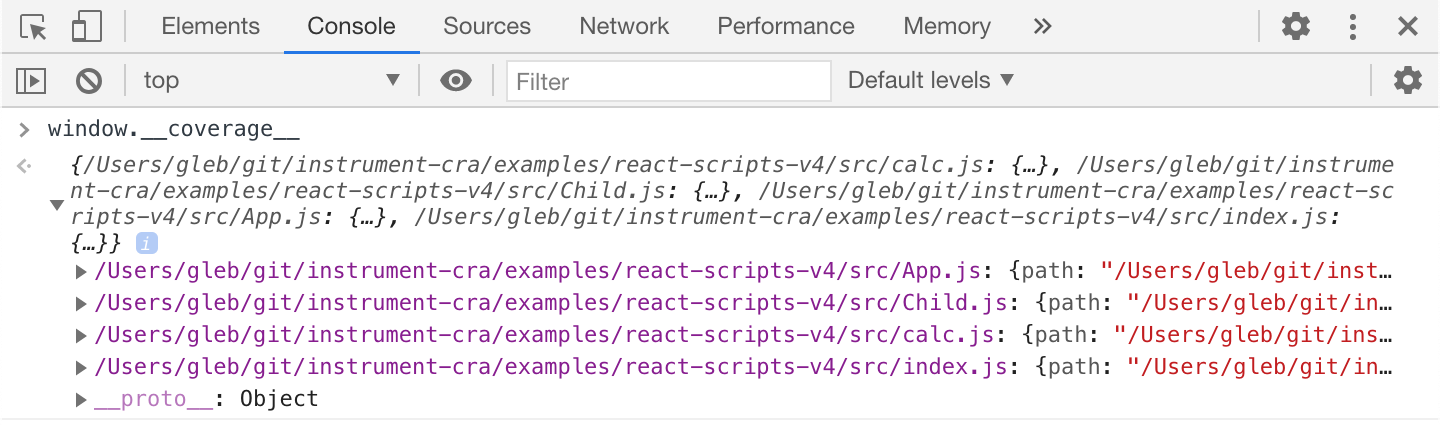 Elements Console Sources Network Performance Memory »
top ▼ Filter Default levels ▼
> window.__coverage__
{/Users/gleb/git/instrument-cra/examples/react-scripts-v4/src/calc.js: {…}, /Users/gleb/git/instrume
nt-cra/examples/react-scripts-v4/src/Child.js: {…}, /Users/gleb/git/instrument-cra/examples/react-sc
ripts-v4/src/App.js: {…}, /Users/gleb/git/instrument-cra/examples/react-scripts-v4/src/index.js:
{…}} i
/Users/gleb/git/instrument-cra/examples/react-scripts-v4/src/App.js: {path: "/Users/gleb/git/inst…
/Users/gleb/git/instrument-cra/examples/react-scripts-v4/src/Child.js: {path: "/Users/gleb/git/in…
/Users/gleb/git/instrument-cra/examples/react-scripts-v4/src/calc.js: {path: "/Users/gleb/git/ins…
/Users/gleb/git/instrument-cra/examples/react-scripts-v4/src/index.js: {path: "/Users/gleb/git/in…
__proto__: Object